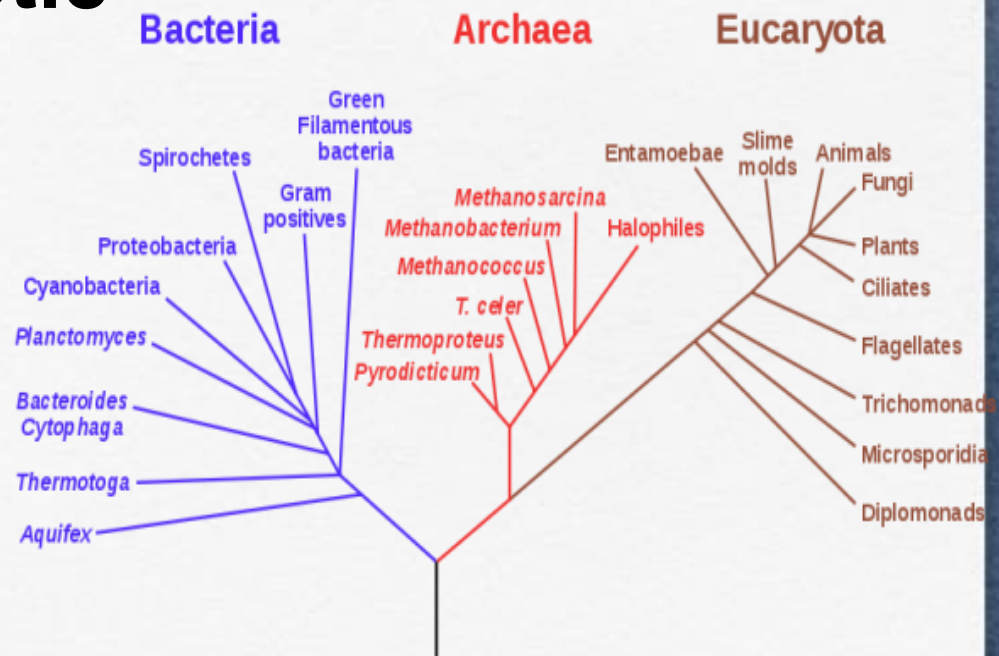 Bacteria
Archaea
Eucaryota
Green
Filamentous
bacteria
Spirochetes
Gram
positives
Proteobacteria
Cyanobacteria
Planctomyces
Bacteroides
Cytophaga
Thermotoga
Aquifex
Methanosarcina
Methanobacterium
Halophiles
Methanococcus
T. celer
Thermoproteus
Pyrodicticum
Entamoebae
Slime
molds
Animals
Fungi
Plants
Ciliates
Flagellates
Trichomonads
Microsporidia
Diplomonads